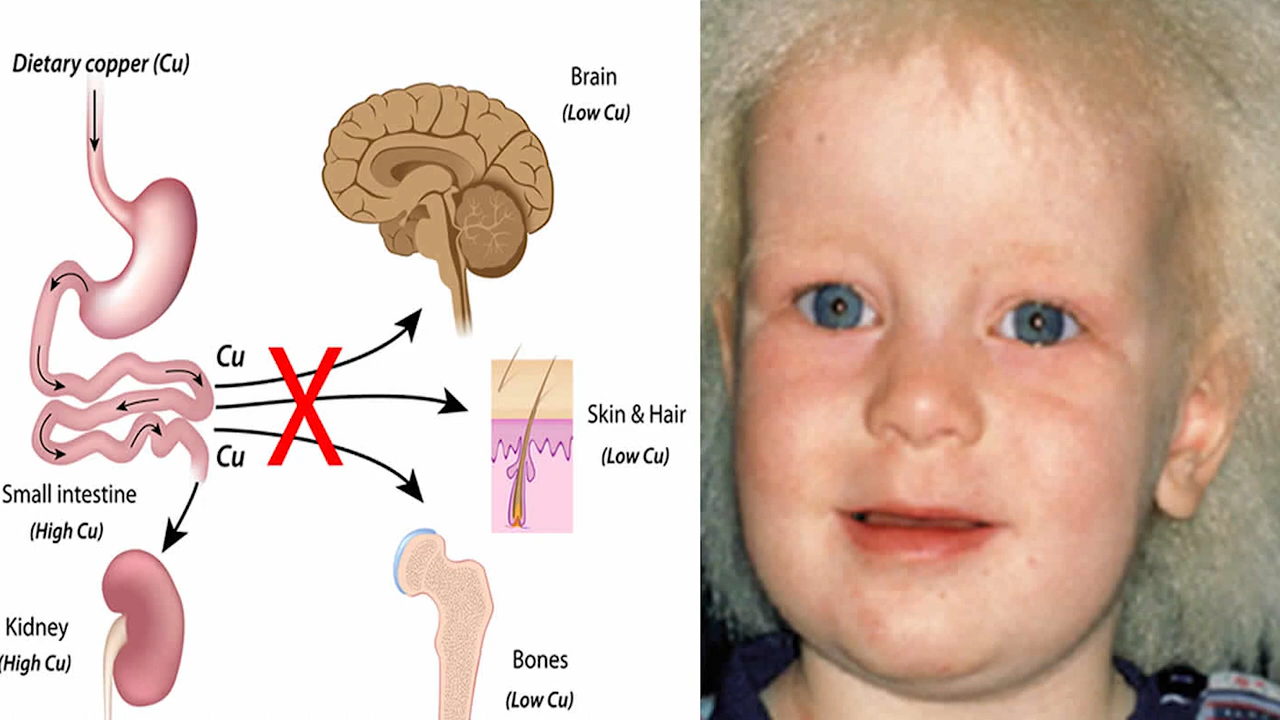 Dietary copper (Cu)
Brain
(Low Cu)
Cu
Skin & Hair
(Low Cu)
Cu
Small intestine
(High Cu)
Kidney
(High Cu)
Bones
(Low Cu)